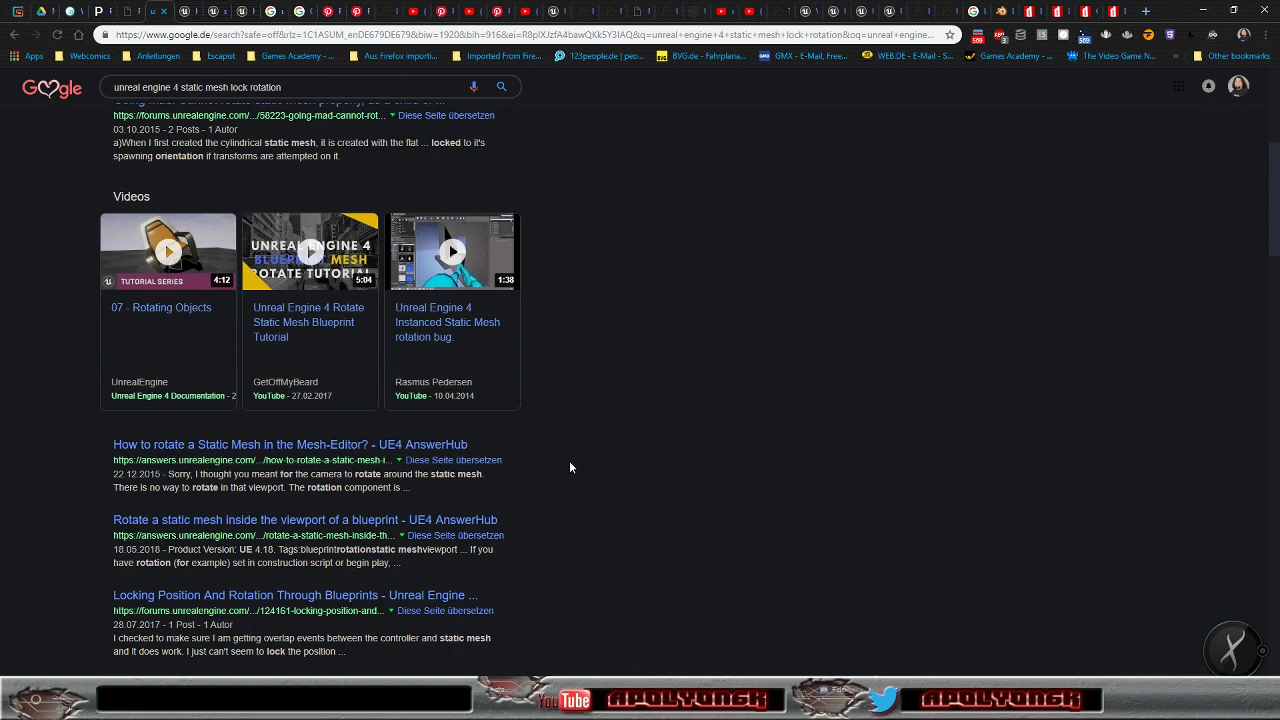 https://www.google.de/search?safe=off&rlz=1C1ASUM_enDE679DE679&biw=1920&bih=916&ei=R8pIXJzfA4bawQKkSY3IAQ&q=unreal+engine+4+static+mesh+lock+rotation&oq=unreal+engine...
Apps Webcomics Anleitungen Escapist Games Academy -... Aus Firefox importi... Imported From Fire... 123people.de | peo... BVG.de - Fahrplana... GMX - E-Mail, Free... WEB.DE - E-Mail - S... Games Academy -... The Video Game N... » Other bookmarks
unreal engine 4 static mesh lock rotation
https://forums.unrealengine.com/.../58223-going-mad-cannot-rot... Diese Seite übersetzen
03.10.2015 - 2 Posts - 1 Autor
a)When I first created the cylindrical static mesh, it is created with the flat ... locked to it's
spawning orientation if transforms are attempted on it.
Videos
TUTORIAL SERIES 4:12
UNREAL ENGINE 4
BLUEPRINT MESH
ROTATE TUTORIAL
5:04
1:38
07 - Rotating Objects
Unreal Engine 4 Rotate
Static Mesh Blueprint
Tutorial
Unreal Engine 4
Instanced Static Mesh
rotation bug.
UnrealEngine
Unreal Engine 4 Documentation - 2
GetOffMyBeard
YouTube - 27.02.2017
Rasmus Pedersen
YouTube - 10.04.2014
How to rotate a Static Mesh in the Mesh-Editor? - UE4 AnswerHub
https://answers.unrealengine.com/.../how-to-rotate-a-static-mesh-i... Diese Seite übersetzen
22.12.2015 - Sorry, I thought you meant for the camera to rotate around the static mesh.
There is no way to rotate in that viewport. The rotation component is ...
Rotate a static mesh inside the viewport of a blueprint - UE4 AnswerHub
https://answers.unrealengine.com/.../rotate-a-static-mesh-inside-th... Diese Seite übersetzen
18.05.2018 - Product Version: UE 4.18. Tags:blueprintrotationstatic meshviewport ... If you
have rotation (for example) set in construction script or begin play, ...
Locking Position And Rotation Through Blueprints - Unreal Engine ...
https://forums.unrealengine.com/.../124161-locking-position-and... Diese Seite übersetzen
28.07.2017 - 1 Post - 1 Autor
I checked to make sure I am getting overlap events between the controller and static mesh
and it does work. I just can't seem to lock the position ...
YouTube APOLYONGK APOLYONGK